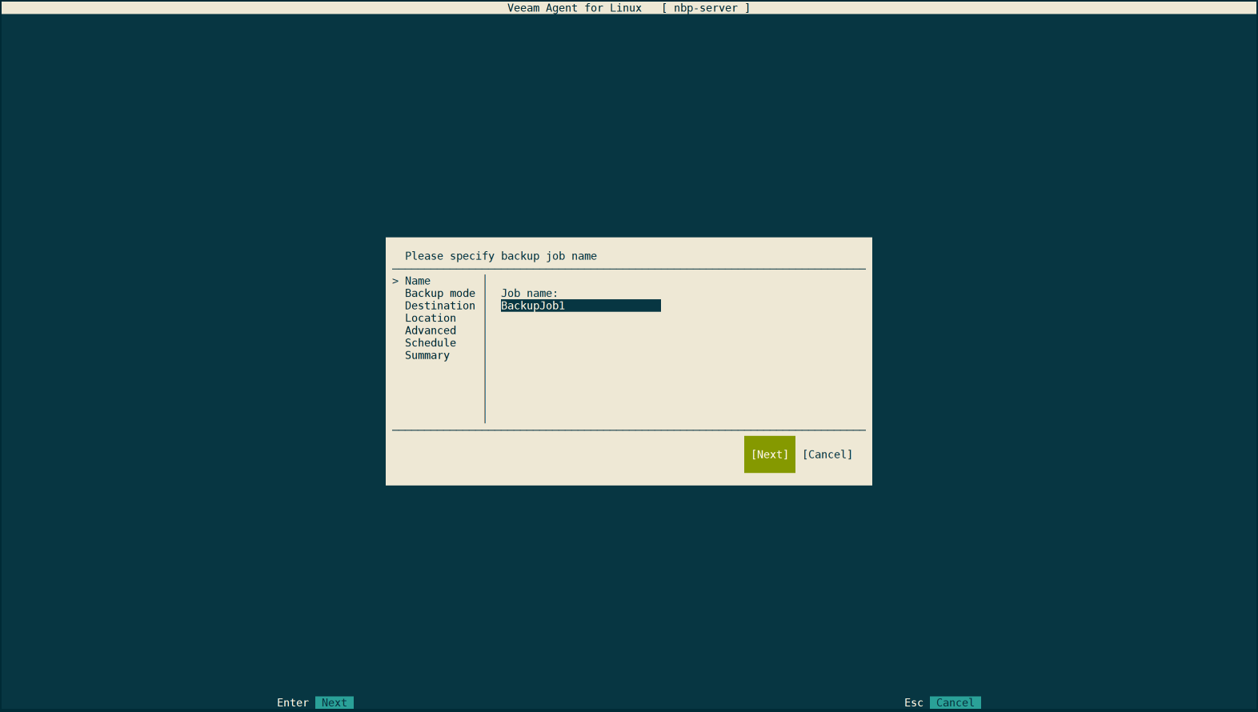 Veeam Agent for Linux [ nbp-server ]
Please specify backup job name
> Name
Backup mode
Destination
Location
Advanced
Schedule
Summary
Job name:
BackupJob1
[Next] [Cancel]
Enter Next Esc Cancel